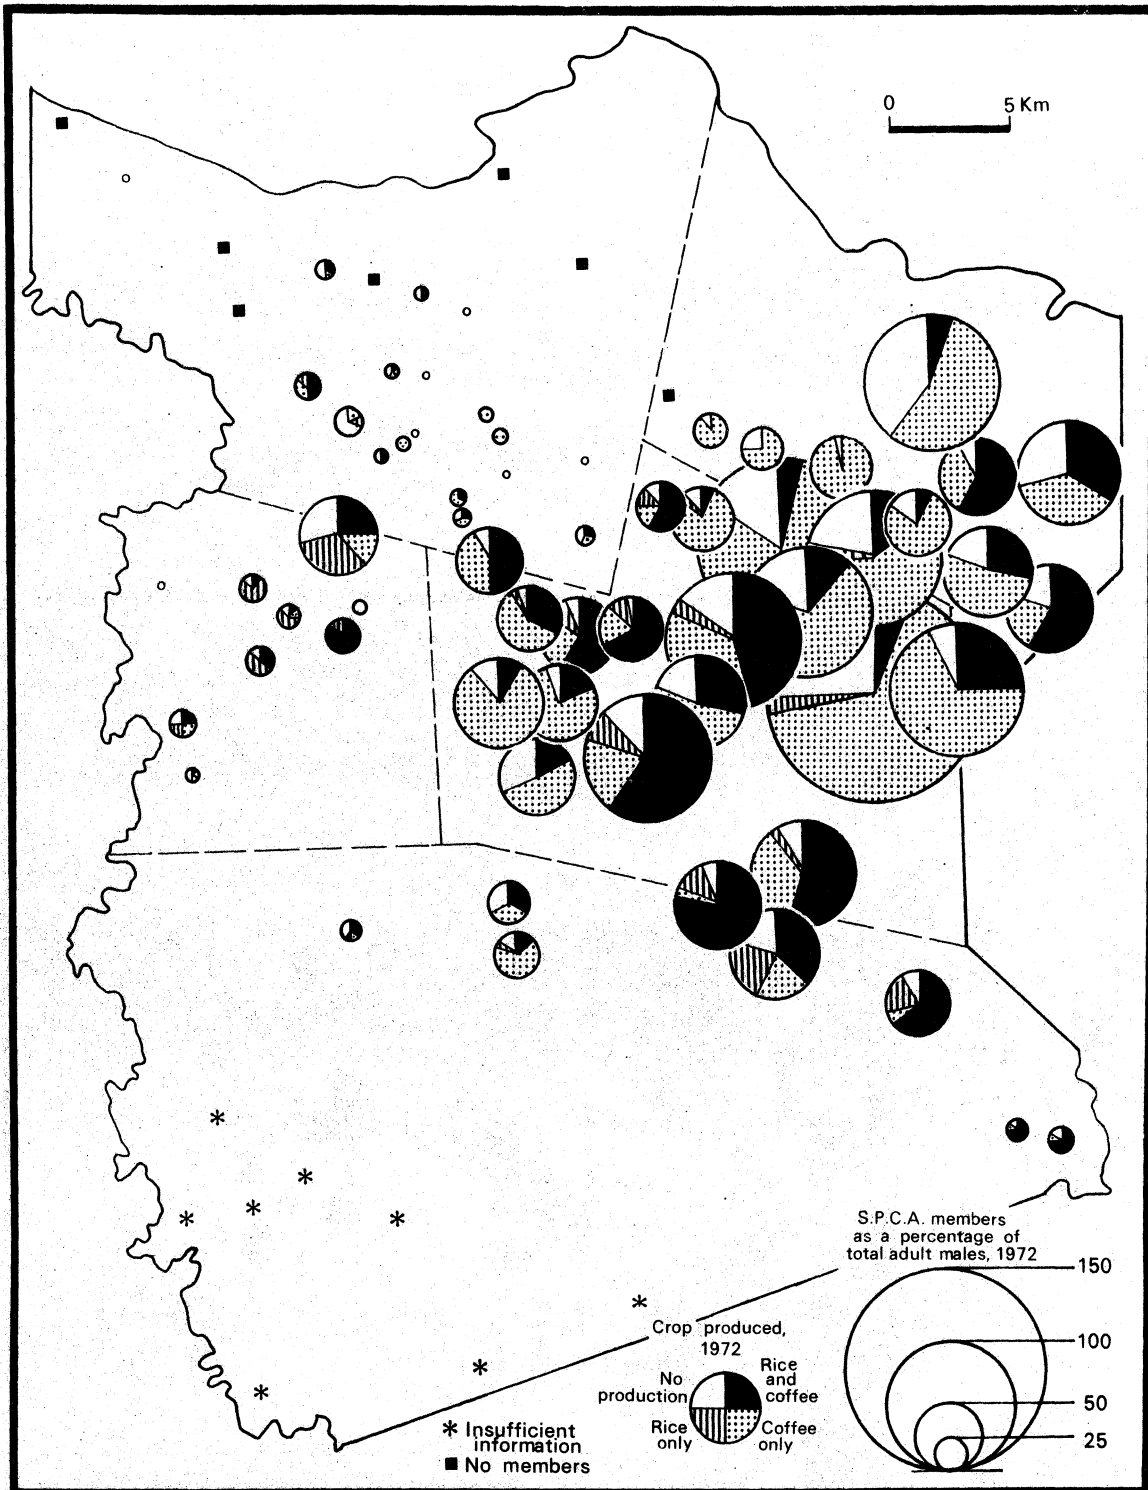 0 5 Km
S.P.C.A. members
as a percentage of
total adult males, 1972
150
100
50
25
Crop produced,
1972
No
production
Rice
and
coffee
Rice
only
Coffee
only
* Insufficient
information
■ No members